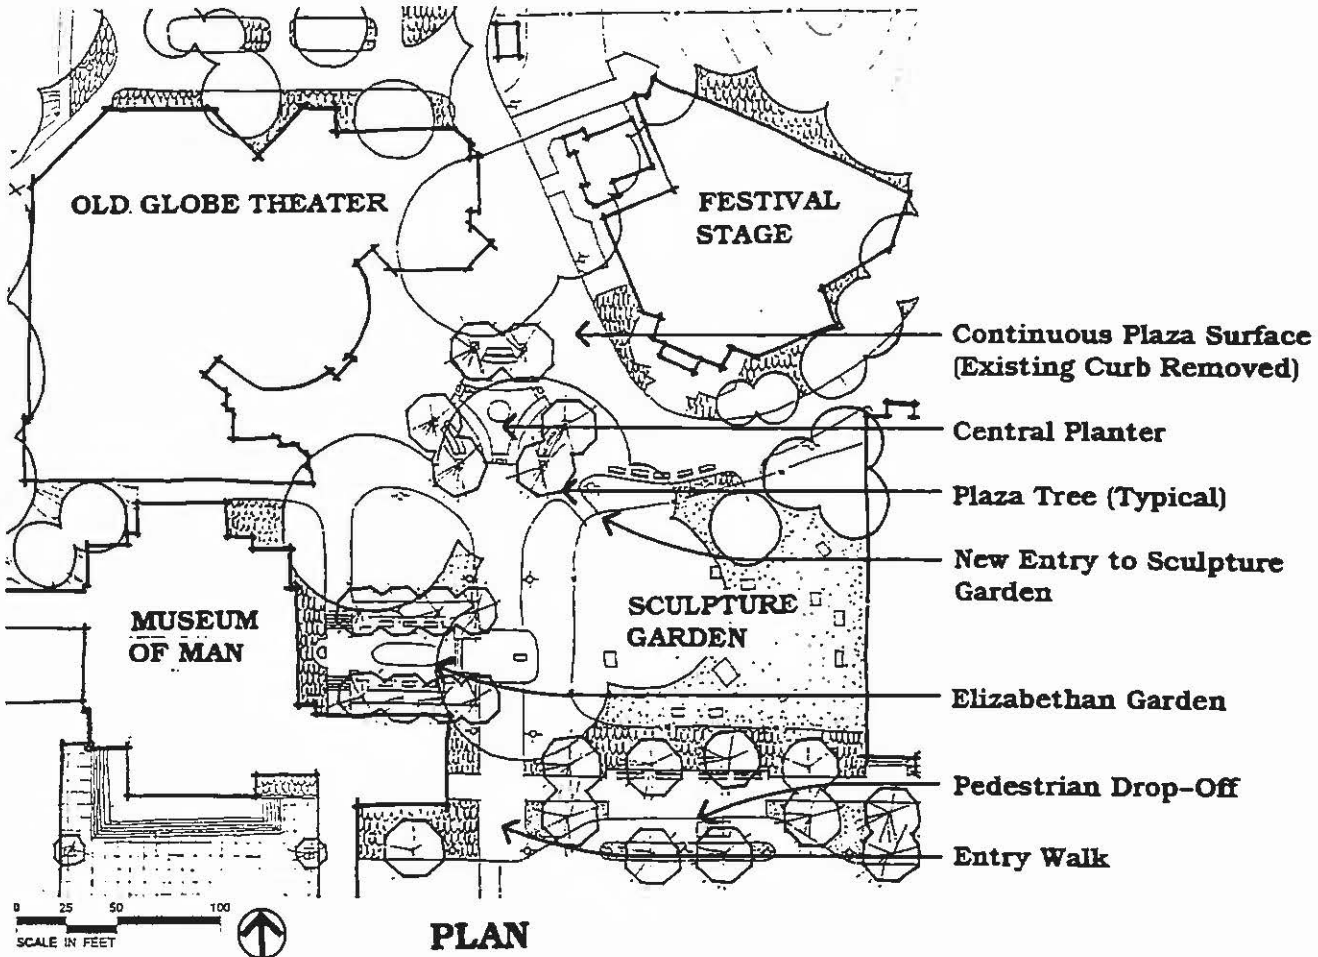 OLD. GLOBE THEATER
FESTIVAL
STAGE
Continuous Plaza Surface
(Existing Curb Removed)
Central Planter
Plaza Tree (Typical)
New Entry to Sculpture
Garden
MUSEUM
OF MAN
SCULPTURE
GARDEN
Elizabethan Garden
Pedestrian Drop-Off
Entry Walk
0 25 50 100
SCALE IN FEET
PLAN